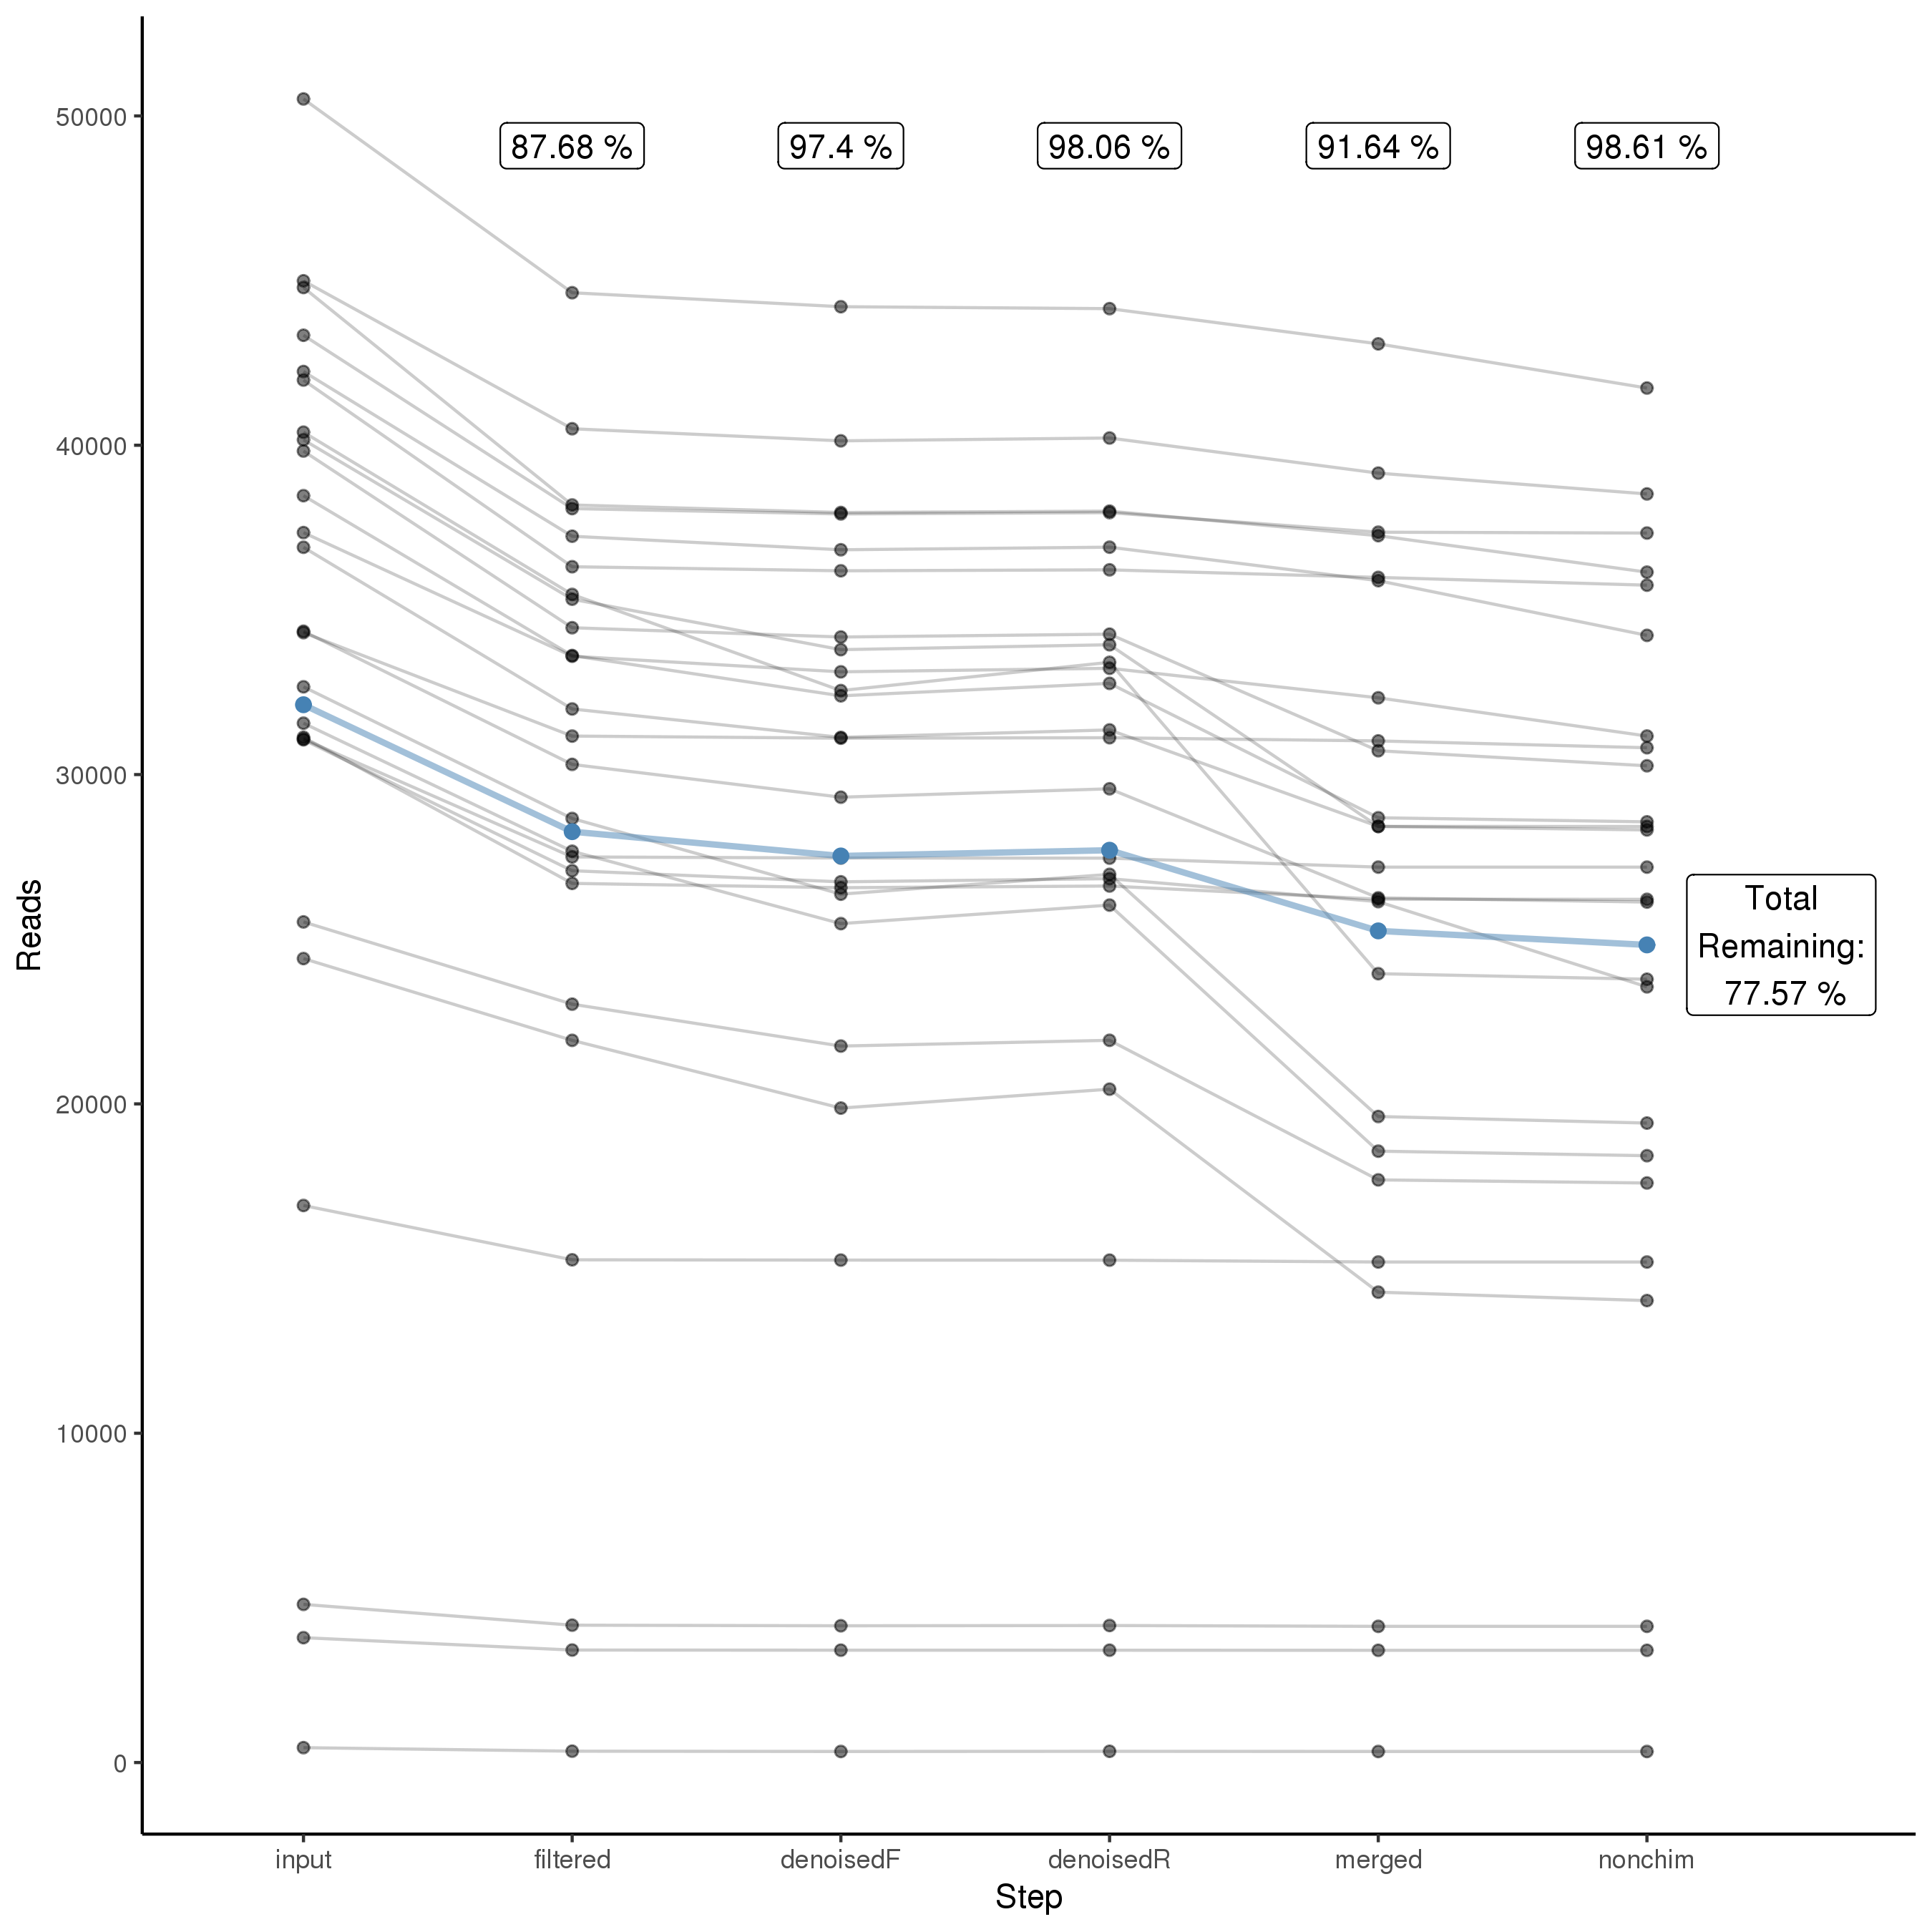 50000
40000
30000
20000
10000
0
Reads
87.68 %
97.4 %
98.06 %
91.64 %
98.61 %
Total
Remaining:
77.57 %
input
filtered
denoisedF
denoisedR
merged
nonchim
Step